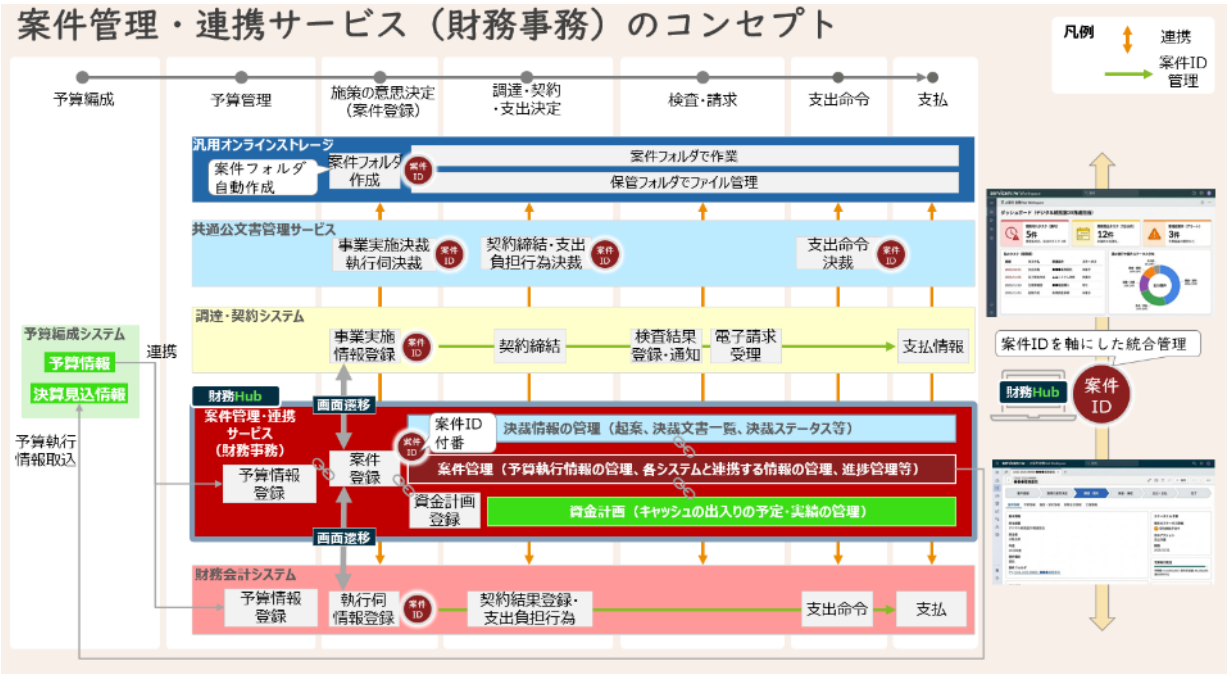 案件管理・連携サービス（財務事務）のコンセプト
凡例
連携
案件ID
管理
予算編成
予算管理
施策の意思決定
（案件登録）
調達・契約
・支出決定
検査・請求
支出命令
支払
汎用オンラインストレージ
案件フォルダ
自動作成
案件フォルダ
作成
案件
ID
案件フォルダで作業
保管フォルダでファイル管理
共通公文書管理サービス
事業実施決裁
執行伺決裁
案件
ID
契約締結・支出
負担行為決裁
案件
ID
支出命令
決裁
案件
ID
調達・契約システム
事業実施
情報登録
案件
ID
契約締結
検査結果
登録・通知
電子請求
受理
支払情報
予算編成システム
予算情報
決算見込情報
連携
予算執行
情報取込
財務Hub
画面遷移
案件管理・連携
サービス
（財務事務）
案件
ID
案件ID
付番
決裁情報の管理（起案、決裁文書一覧、決裁ステータス等）
予算情報
登録
案件
登録
案件管理（予算執行情報の管理、各システムと連携する情報の管理、進捗管理等）
資金計画
登録
資金計画（キャッシュの出入りの予定・実績の管理）
画面遷移
財務会計システム
予算情報
登録
執行伺
情報登録
案件
ID
契約結果登録・
支出負担行為
支出命令
支払
5件
12件
3件
案件IDを軸にした統合管理
財務Hub
案件
ID